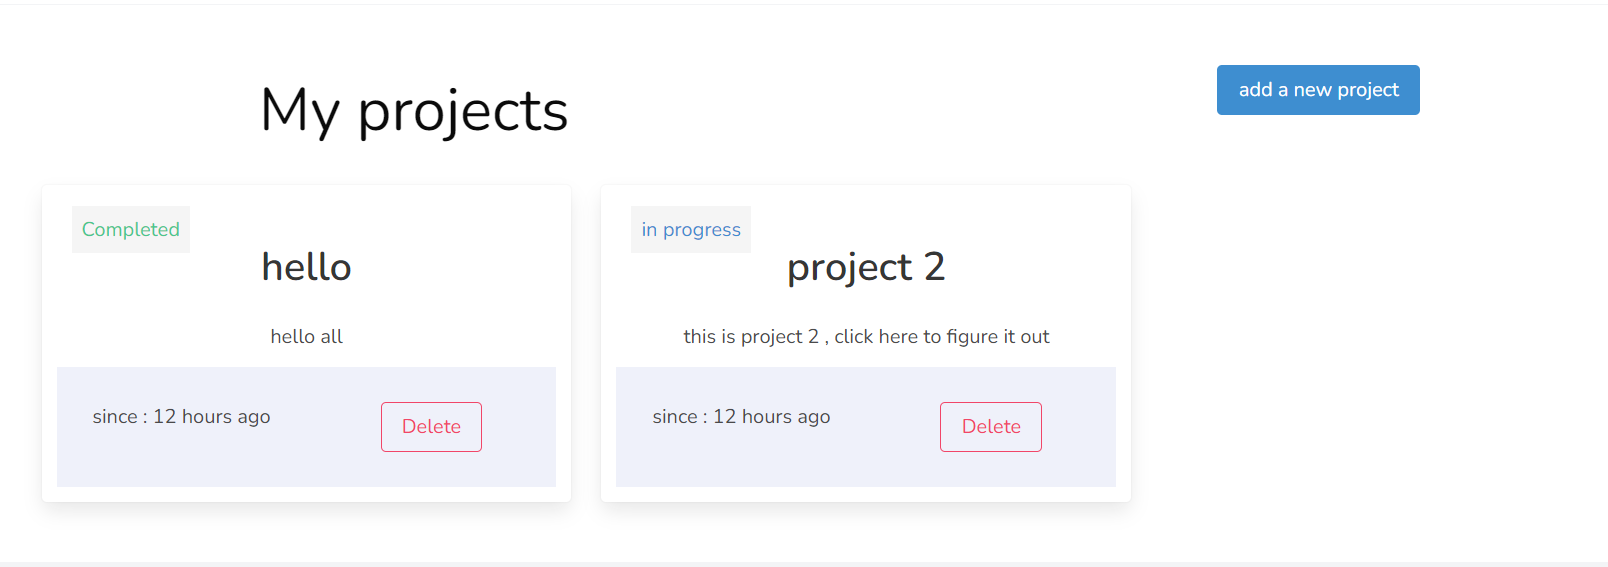 My projects
add a new project
Completed
hello
hello all
since : 12 hours ago
Delete
in progress
project 2
this is project 2 , click here to figure it out
since : 12 hours ago
Delete